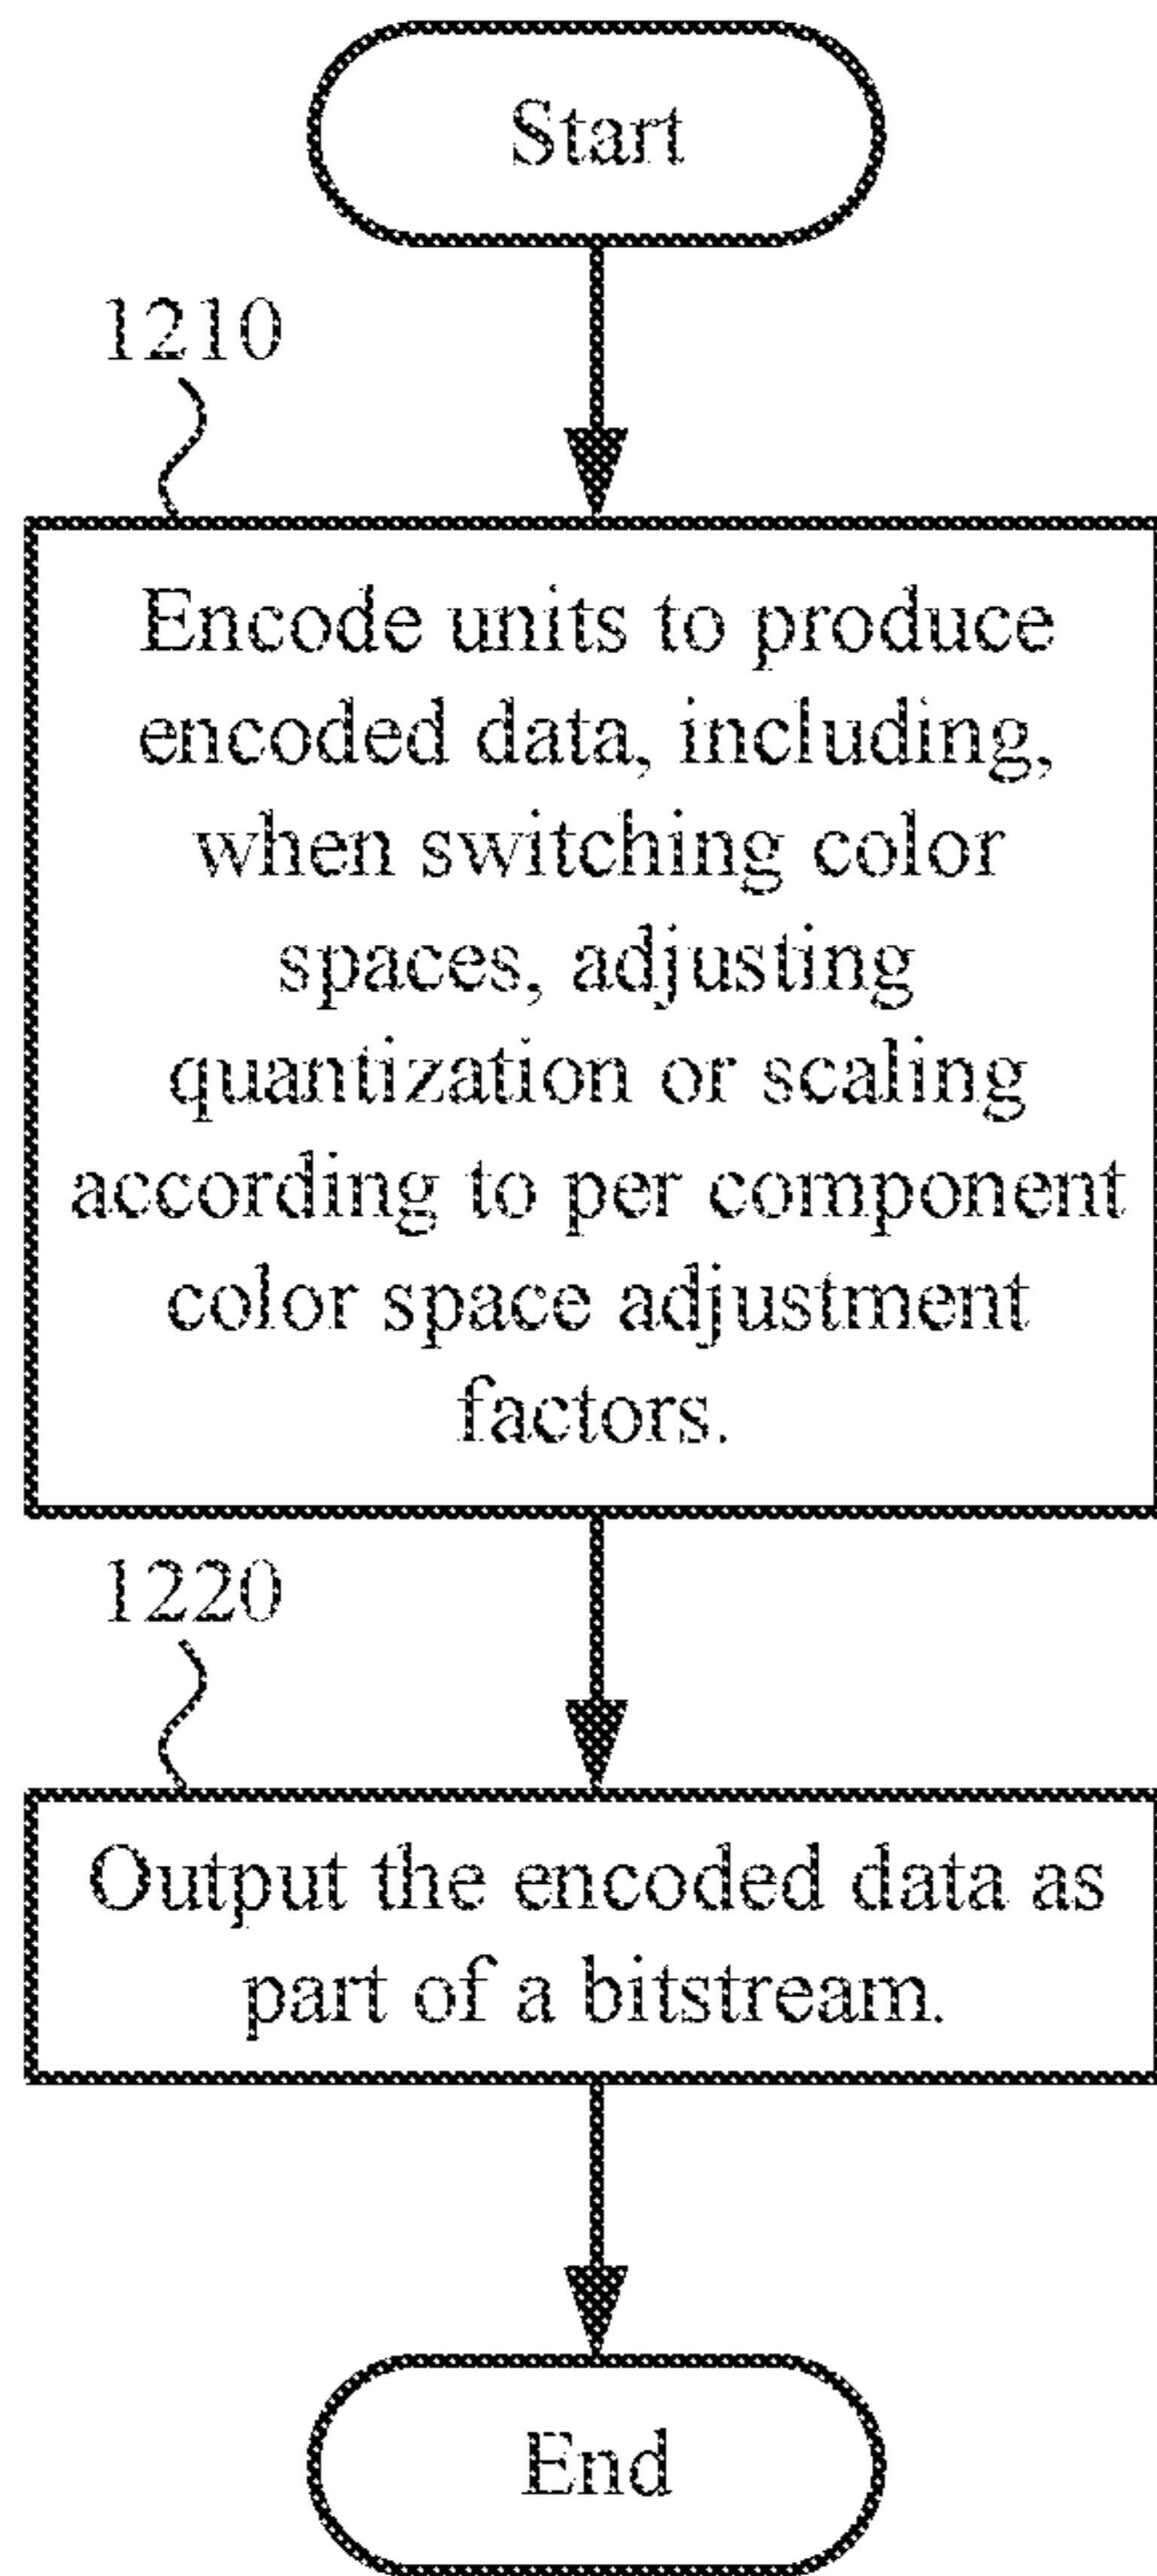 Start
1210
Encode units to produce
encoded data, including,
when switching color
spaces, adjusting
quantization or scaling
according to per component
color space adjustment
factors.
1220
Output the encoded data as
part of a bitstream.
End